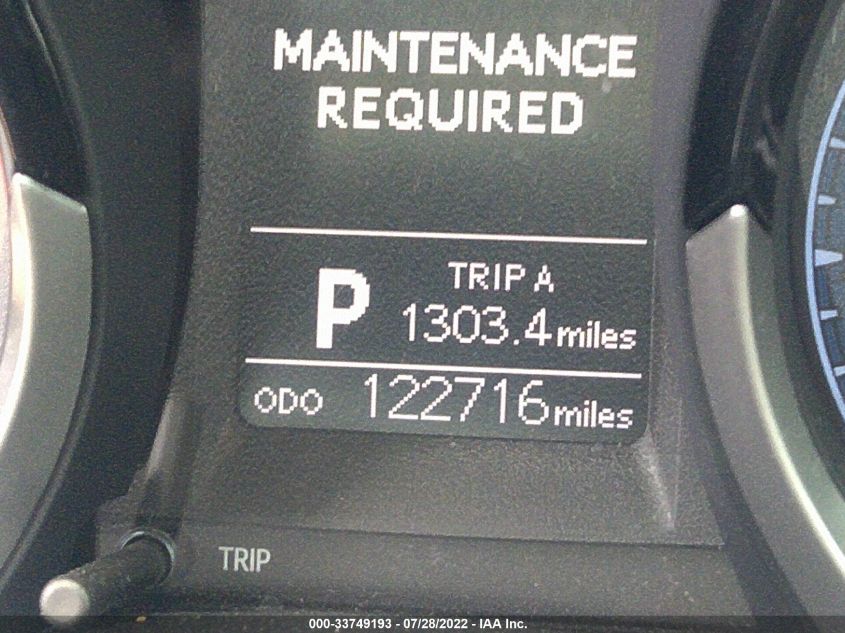 MAINTENANCE
REQUIRED
TRIP A
P 1303.4 miles
ODO 122716 miles
TRIP
000-33749193 - 07/28/2022 - IAA Inc.